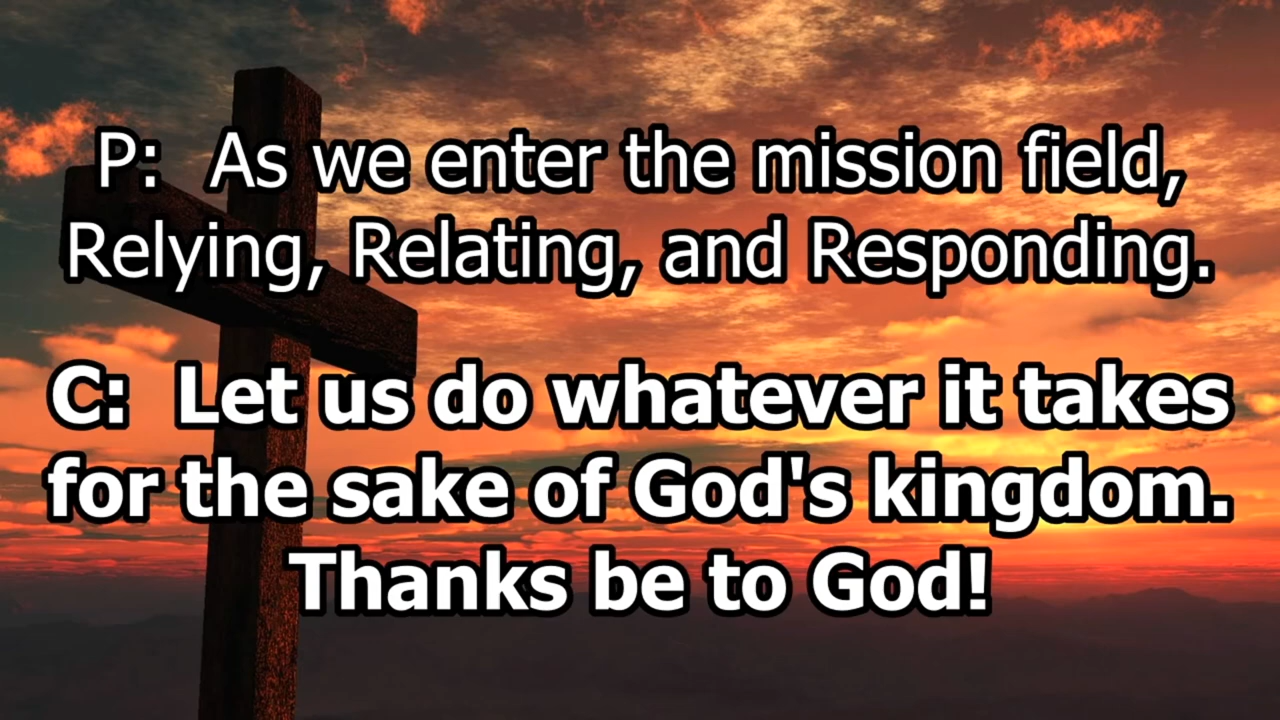 P:  As we enter the mission field,
Relying, Relating, and Responding.
C:  Let us do whatever it takes
for the sake of God's kingdom.
Thanks be to God!